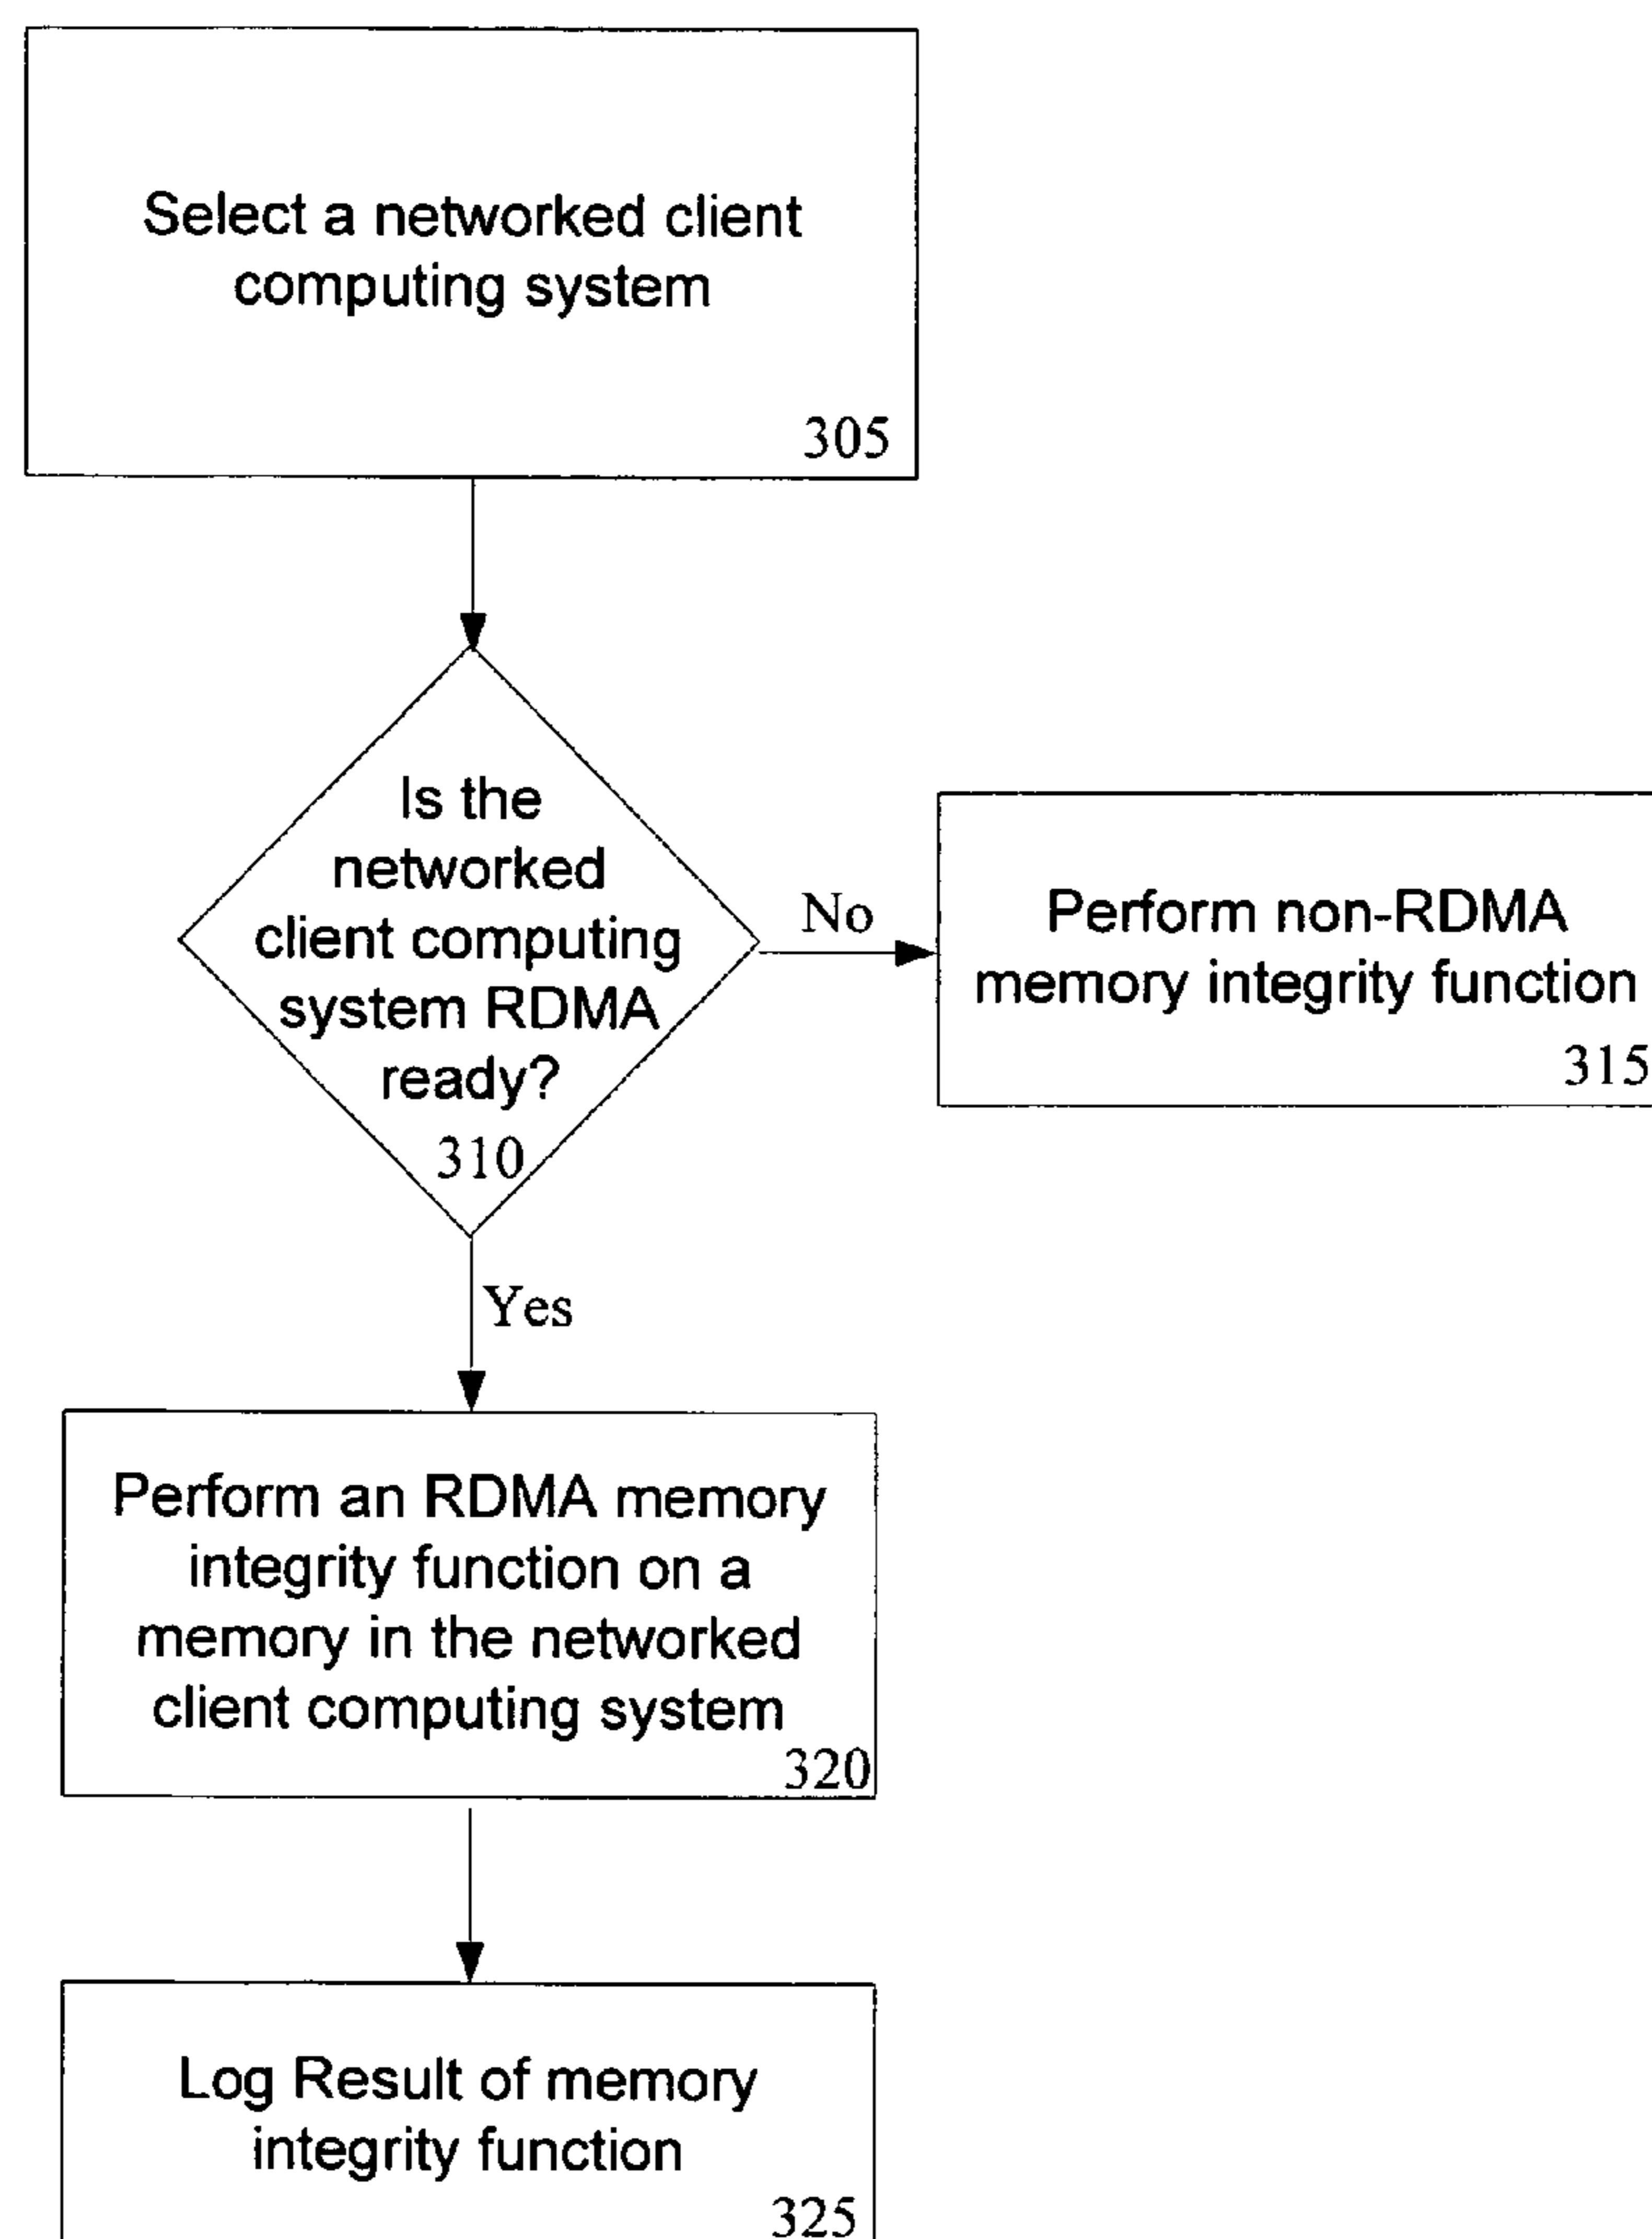 Select a networked client
computing system
305
Is the
networked
client computing
system RDMA
ready?
310
No
Perform non-RDMA
memory integrity function
315
Yes
Perform an RDMA memory
integrity function on a
memory in the networked
client computing system
320
Log Result of memory
integrity function
325